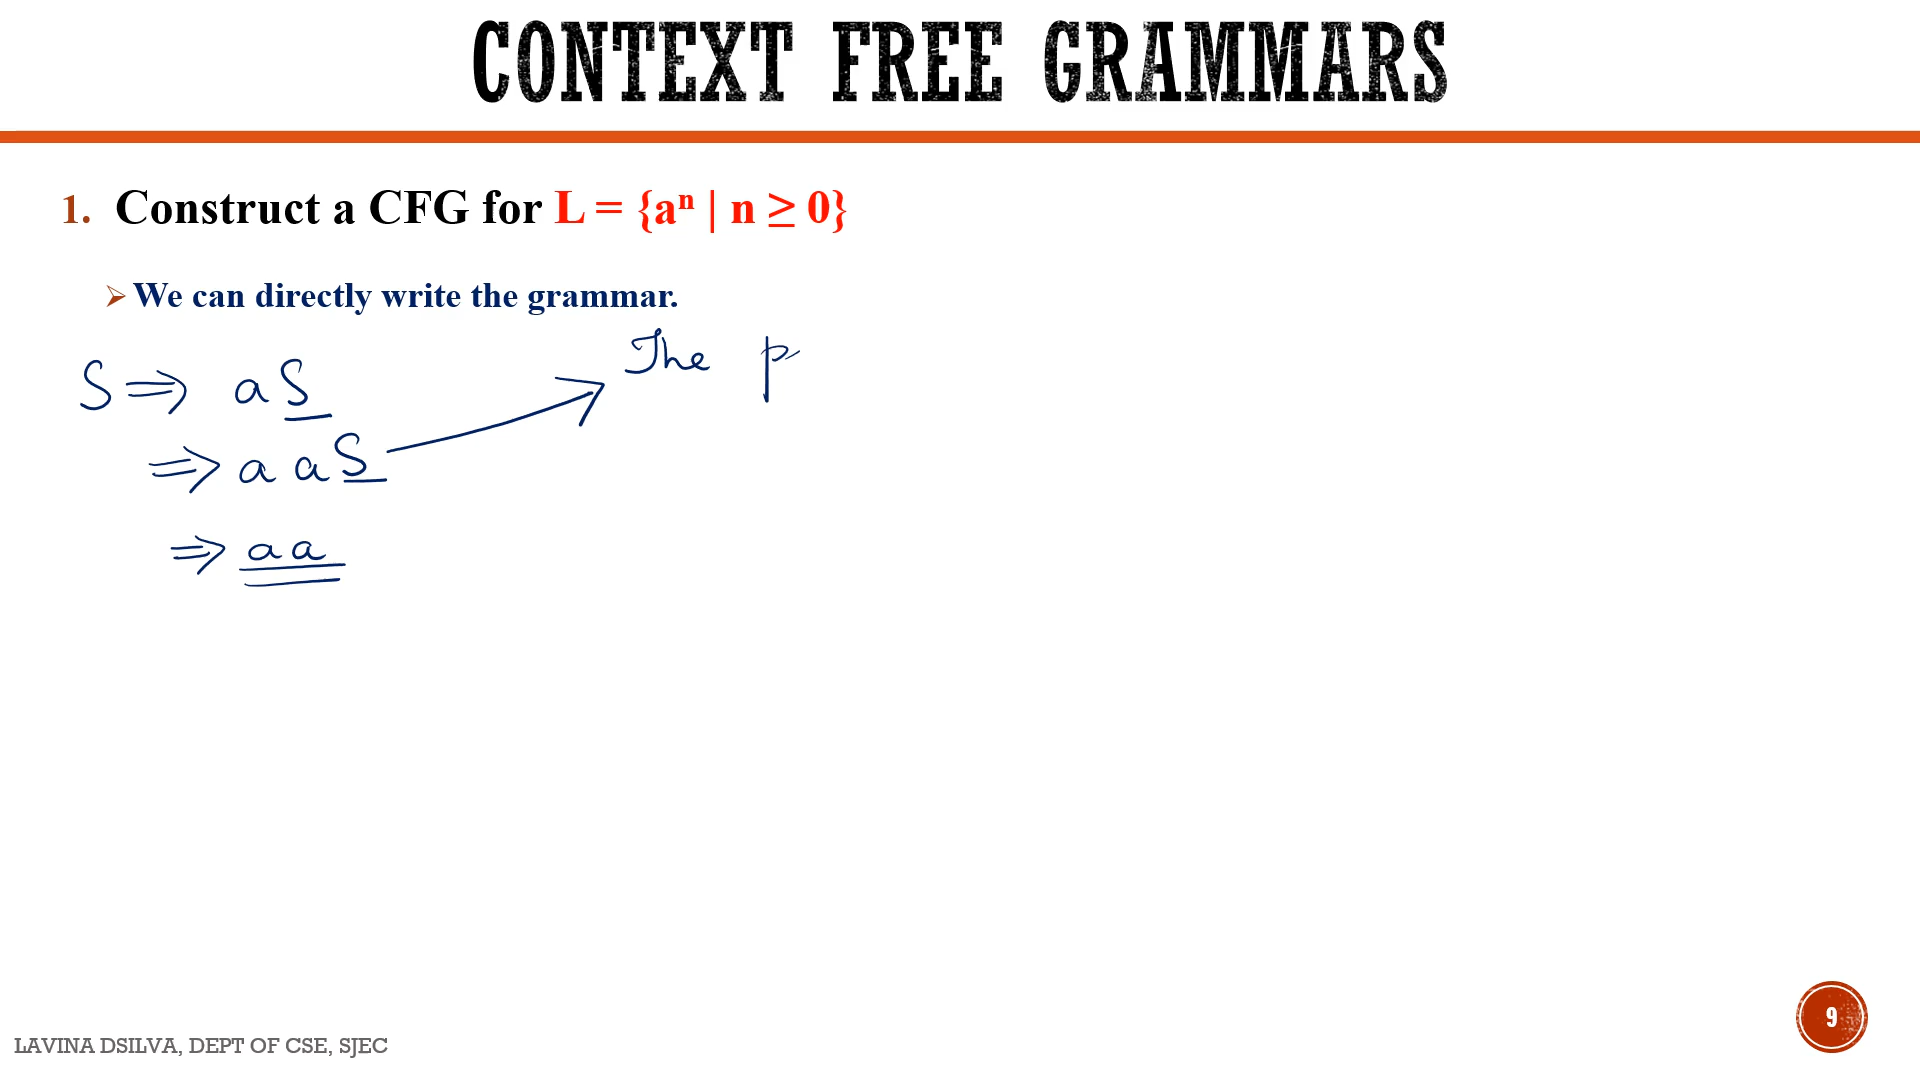 CONTEXT FREE GRAMMARS
1. Construct a CFG for L = {aⁿ | n ≥ 0}
➢ We can directly write the grammar.
The p
S ⇒ aS
⇒ aaS
⇒ aa
9
LAVINA DSILVA, DEPT OF CSE, SJEC